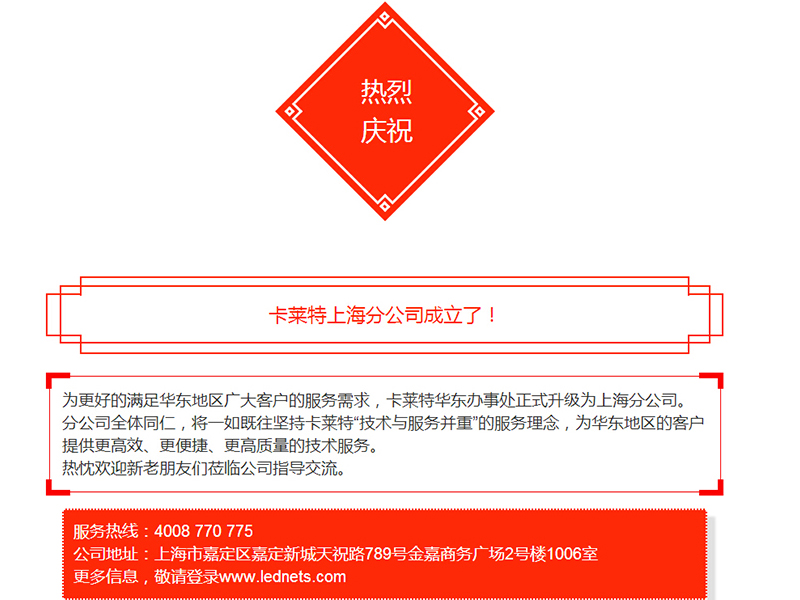 热烈
庆祝
卡莱特上海分公司成立了！
为更好的满足华东地区广大客户的服务需求，卡莱特华东办事处正式升级为上海分公司。
分公司全体同仁，将一如既往坚持卡莱特“技术与服务并重”的服务理念，为华东地区的客户
提供更高效、更便捷、更高质量的技术服务。
热忱欢迎新老朋友们莅临公司指导交流。
服务热线：4008 770 775
公司地址：上海市嘉定区嘉定新城天祝路789号金嘉商务广场2号楼1006室
更多信息，敬请登录www.lednets.com